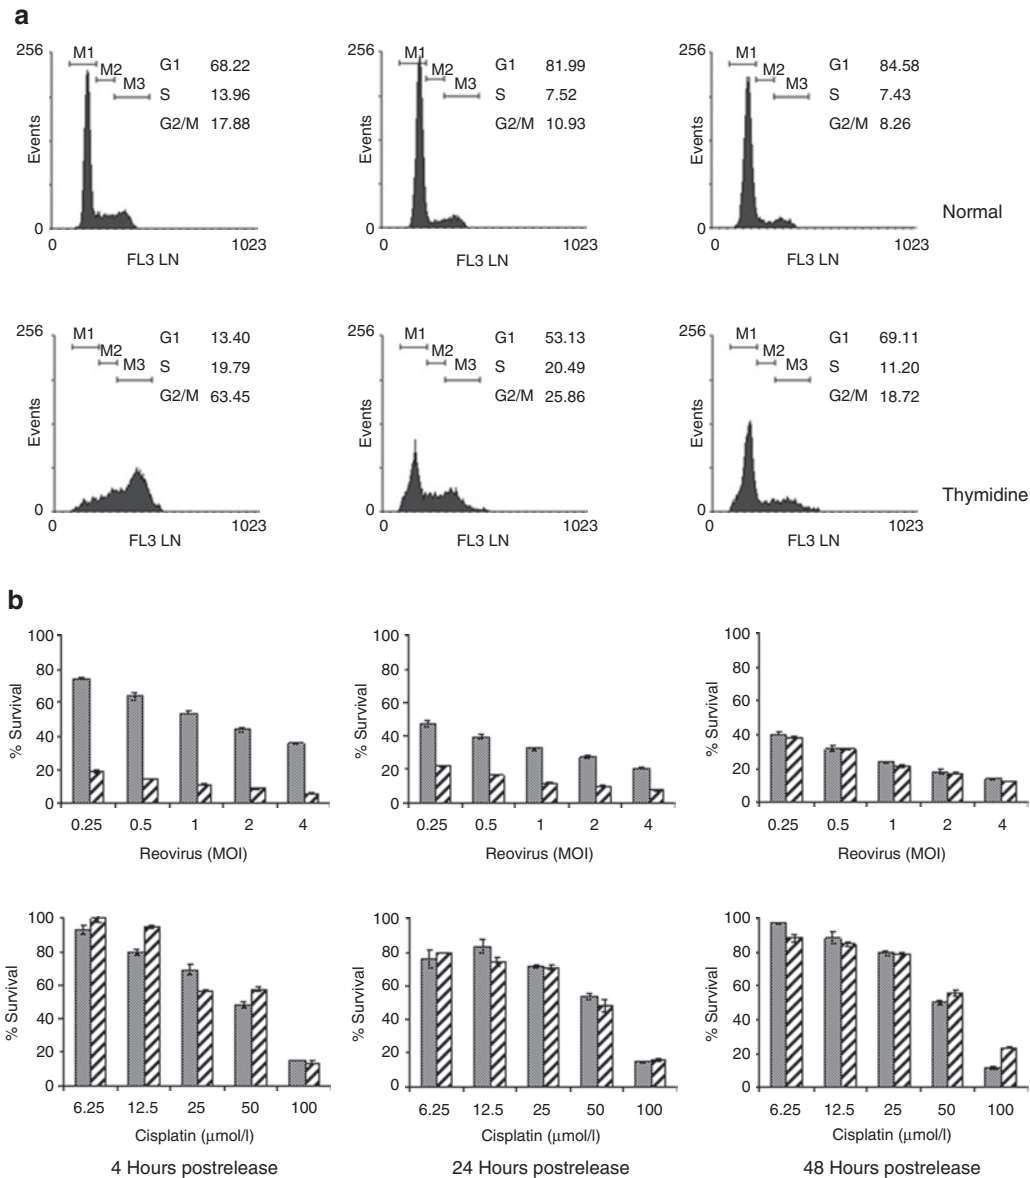 a
256
M1
M2
M3
G1 68.22
S 13.96
G2/M 17.88
Events
0
0 1023
FL3 LN
256
M1
M2
M3
G1 81.99
S 7.52
G2/M 10.93
Events
0
0 1023
FL3 LN
256
M1
M2
M3
G1 84.58
S 7.43
G2/M 8.26
Events
0
0 1023
FL3 LN
Normal
256
M1
M2
M3
G1 13.40
S 19.79
G2/M 63.45
Events
0
0 1023
FL3 LN
256
M1
M2
M3
G1 53.13
S 20.49
G2/M 25.86
Events
0
0 1023
FL3 LN
256
M1
M2
M3
G1 69.11
S 11.20
G2/M 18.72
Events
0
0 1023
FL3 LN
Thymidine
b
100
80
60
40
20
0
% Survival
0.25 0.5 1 2 4
Reovirus (MOI)
100
80
60
40
20
0
% Survival
0.25 0.5 1 2 4
Reovirus (MOI)
100
80
60
40
20
0
% Survival
0.25 0.5 1 2 4
Reovirus (MOI)
100
80
60
40
20
0
% Survival
6.25 12.5 25 50 100
Cisplatin (μmol/l)
4 Hours postrelease
100
80
60
40
20
0
% Survival
6.25 12.5 25 50 100
Cisplatin (μmol/l)
24 Hours postrelease
100
80
60
40
20
0
% Survival
6.25 12.5 25 50 100
Cisplatin (μmol/l)
48 Hours postrelease